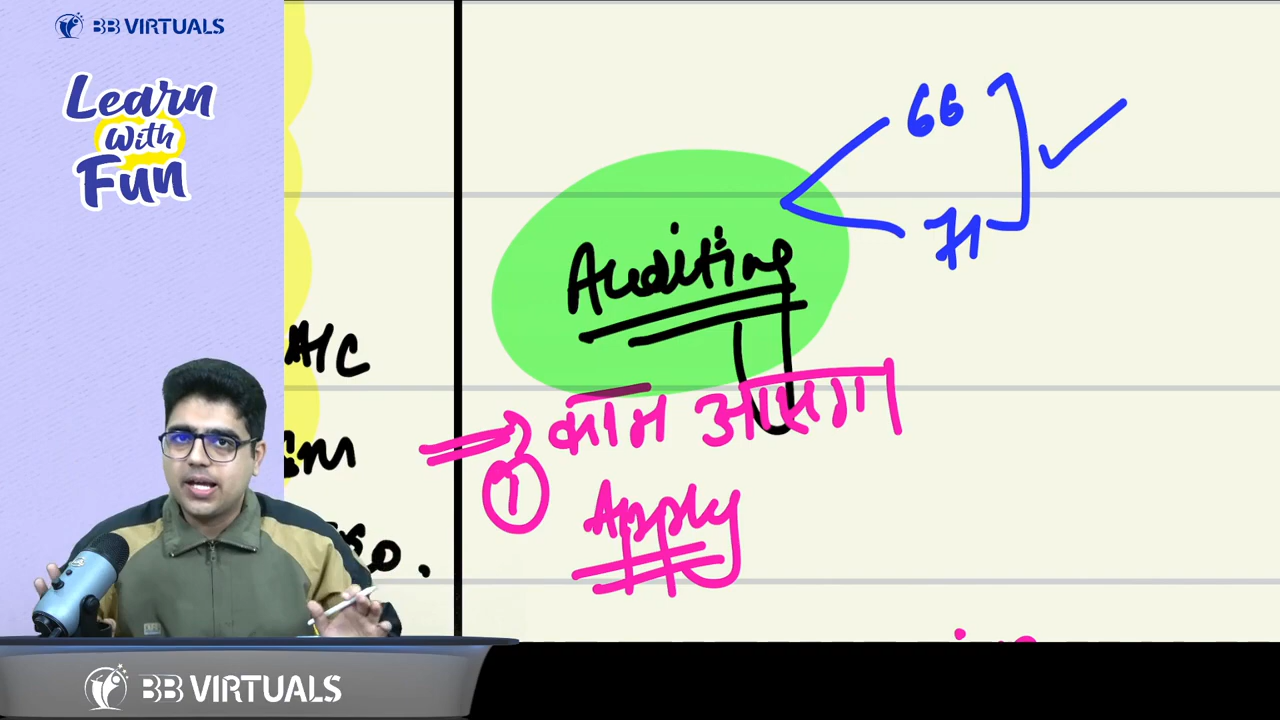 BB VIRTUALS
Learn
With
Fun
66
71
Auditing
A/C
काम आएगा
1
Apply
BB VIRTUALS